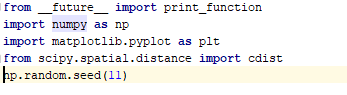 from __future__ import print_function
import numpy as np
import matplotlib.pyplot as plt
from scipy.spatial.distance import cdist
np.random.seed(11)